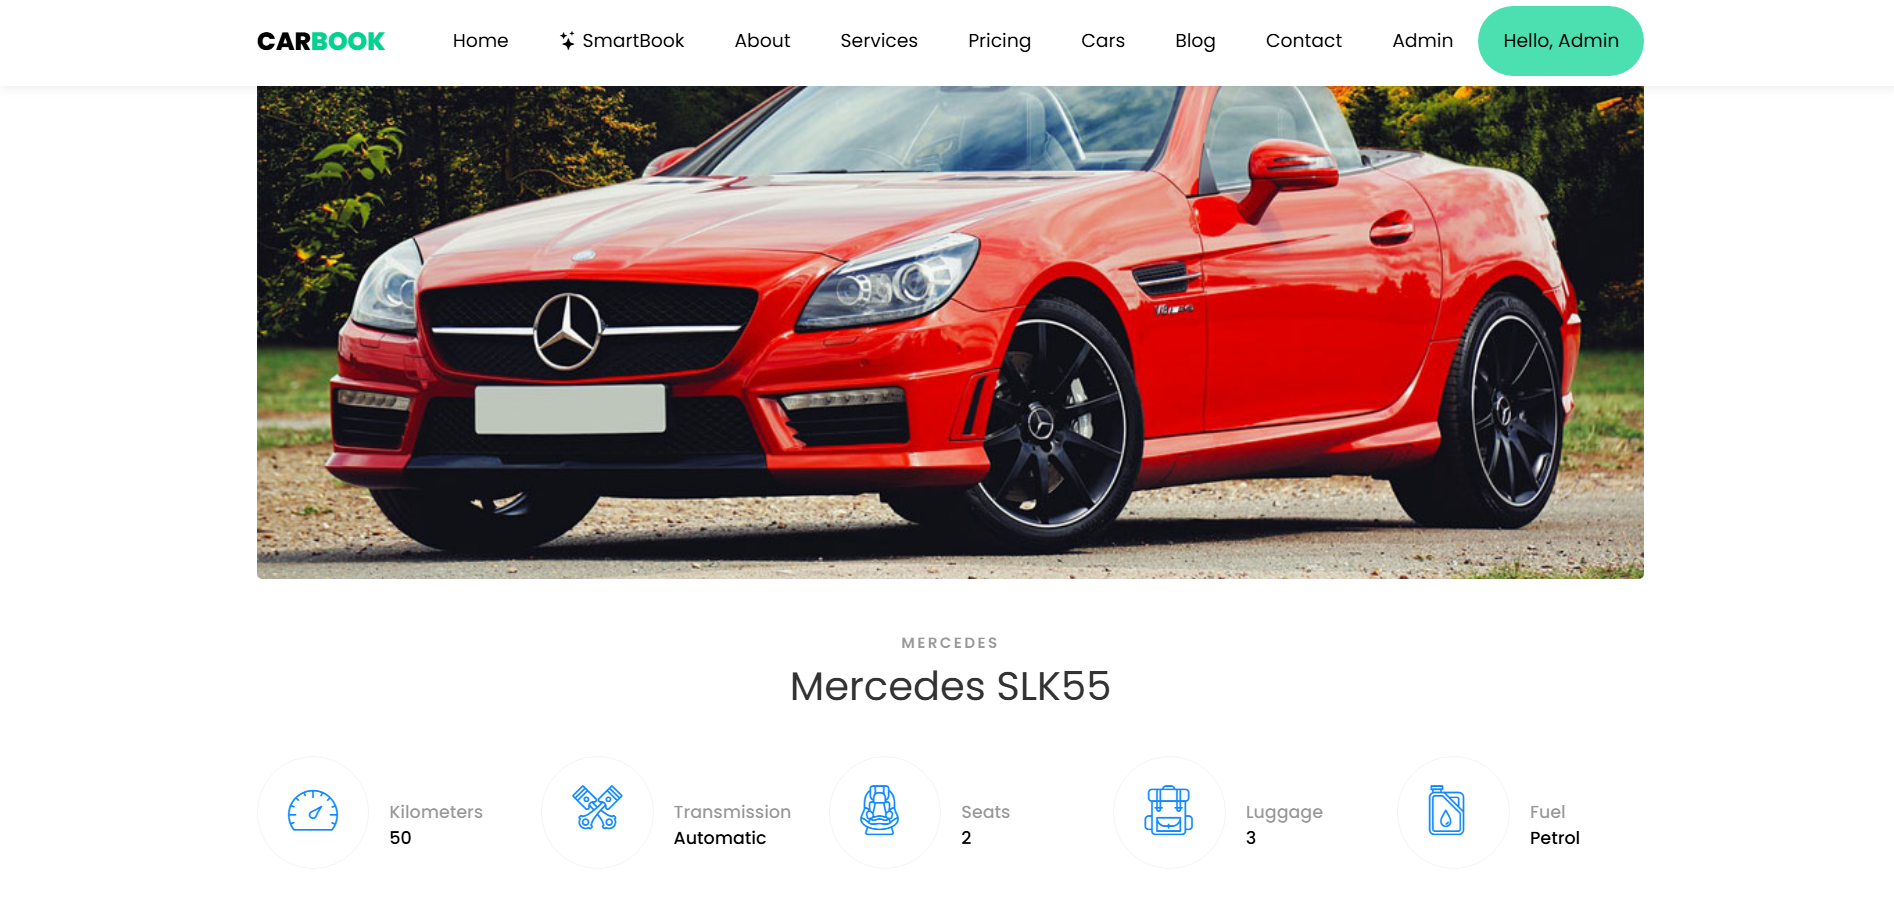 CARBOOK
Home
SmartBook
About
Services
Pricing
Cars
Blog
Contact
Admin
Hello, Admin
MERCEDES
Mercedes SLK55
Kilometers
50
Transmission
Automatic
Seats
2
Luggage
3
Fuel
Petrol